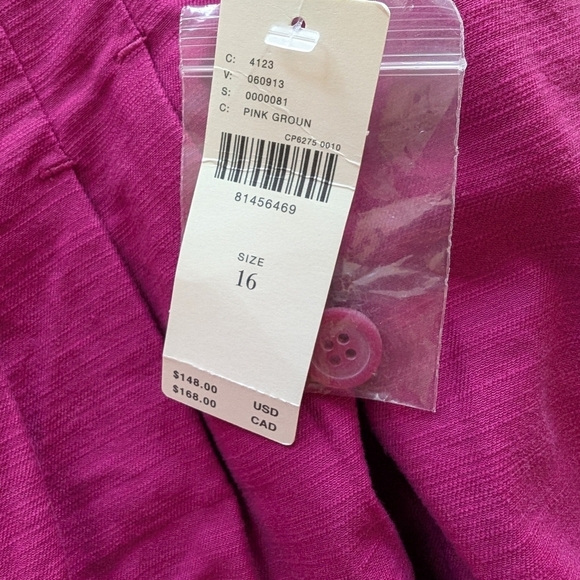 C: 4123
V: 060913
S: 0000081
C: PINK GROUN
CP6275-0010
81456469
SIZE
16
$148.00 USD
$168.00 CAD